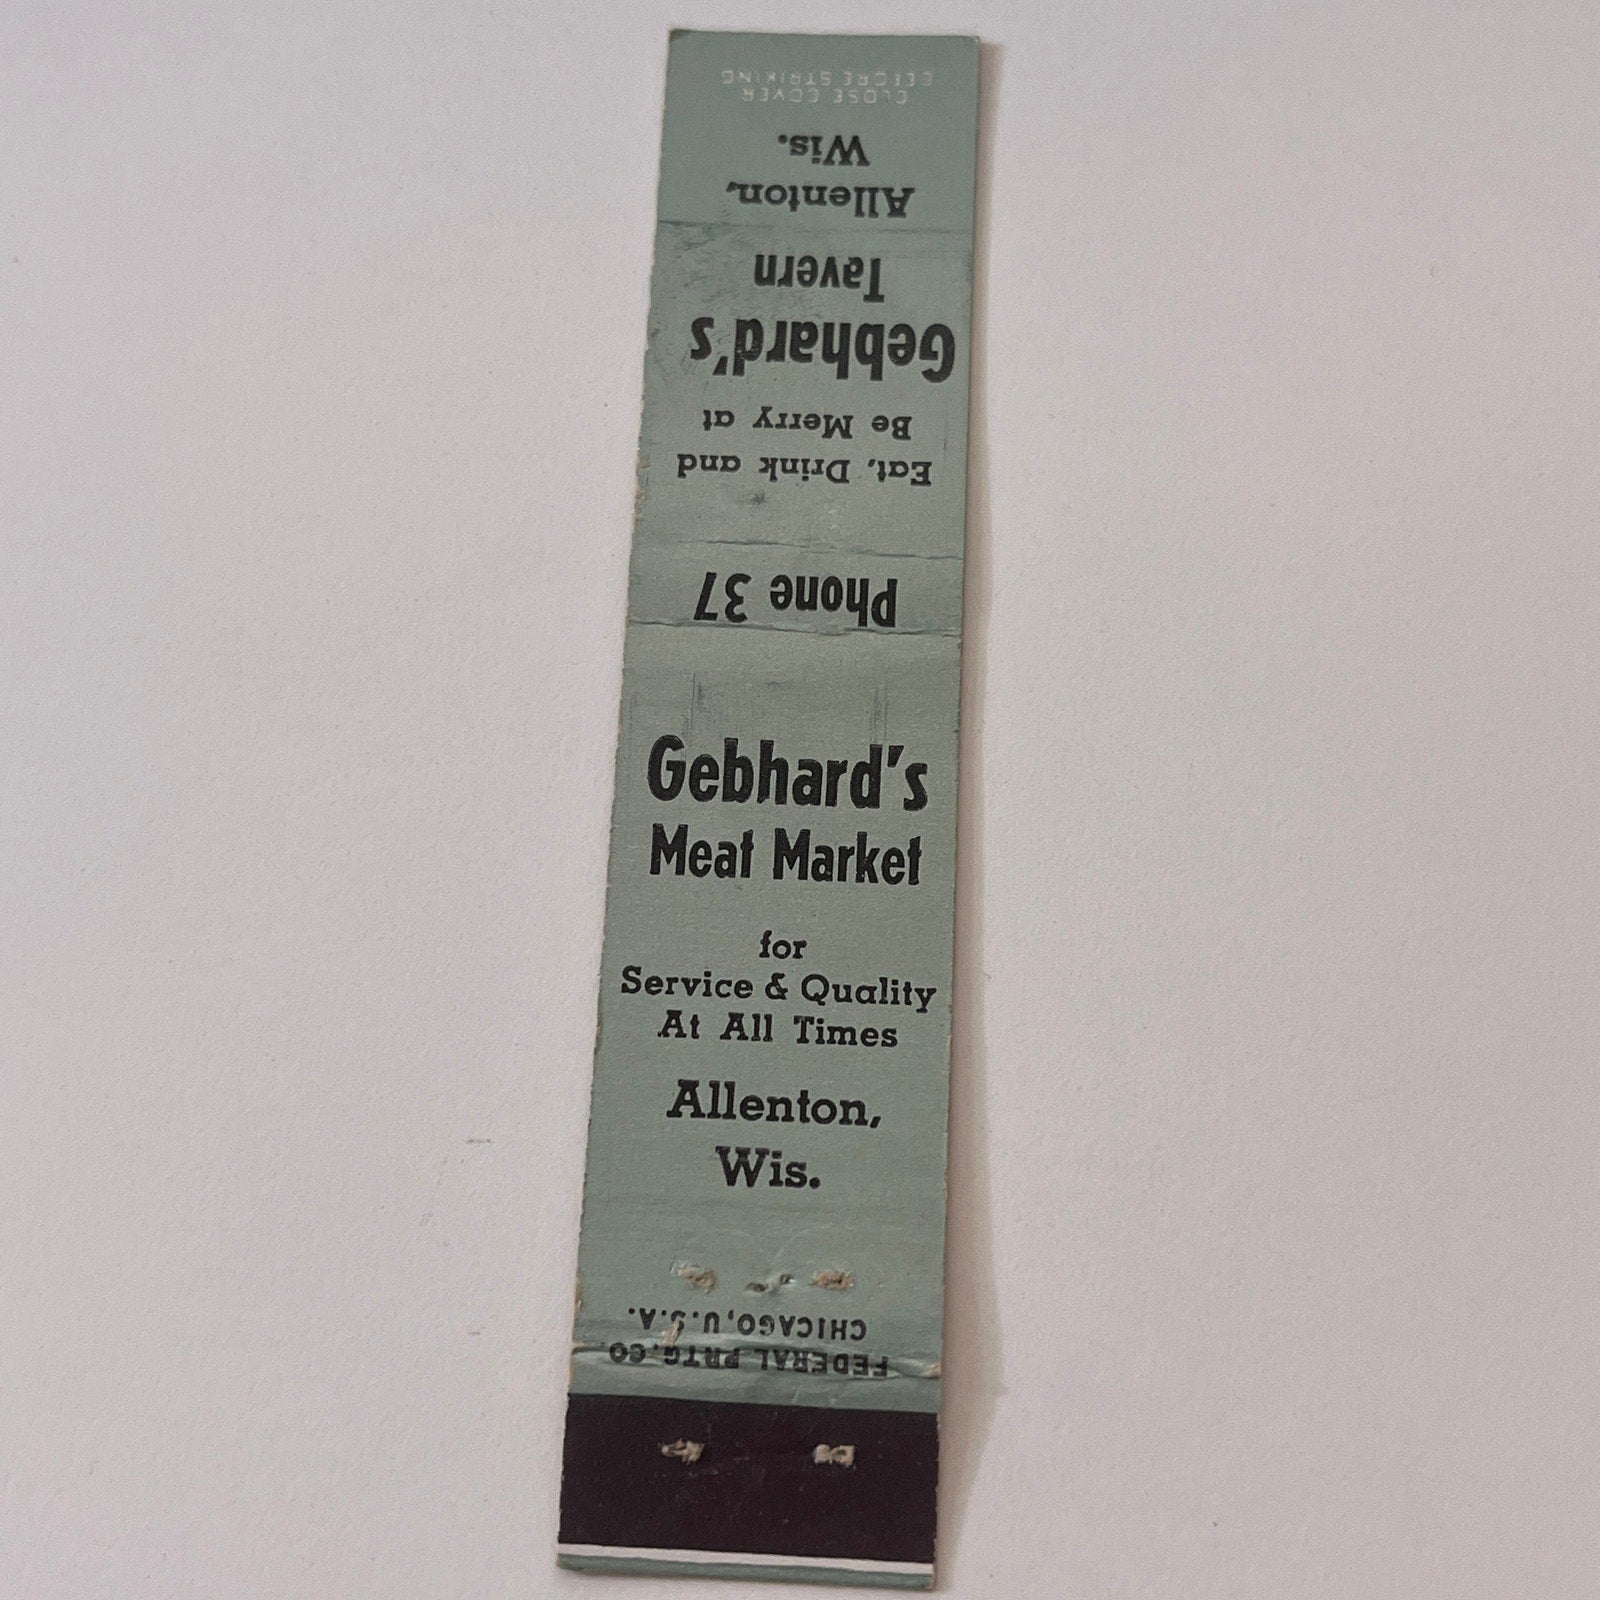 CLOSE COVER
BEFORE STRIKING
Eat, Drink and
Be Merry at
Gebhard's
Tavern
Allenton,
Wis.
Phone 37
Gebhard's
Meat Market
for
Service & Quality
At All Times
Allenton,
Wis.
FEDERAL PRTG. CO.
CHICAGO, U.S.A.